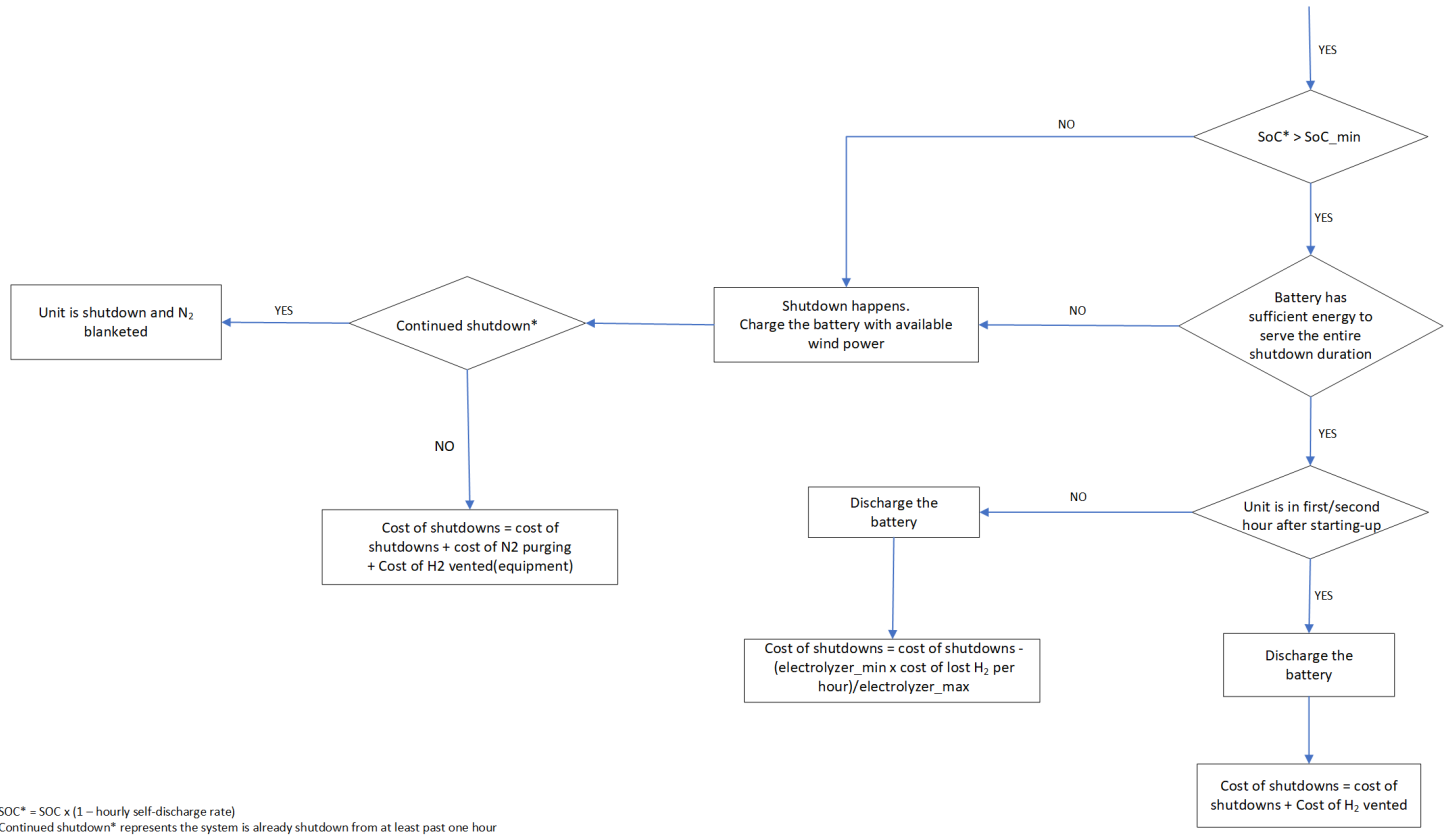 YES
NO
SoC* > SoC_min
YES
Battery has
sufficient energy to
serve the entire
shutdown duration
NO
Shutdown happens.
Charge the battery with available
wind power
Continued shutdown*
YES
Unit is shutdown and N₂
blanketed
NO
Cost of shutdowns = cost of
shutdowns + cost of N2 purging
+ Cost of H2 vented(equipment)
YES
Unit is in first/second
hour after starting-up
NO
Discharge the
battery
Cost of shutdowns = cost of shutdowns -
(electrolyzer_min x cost of lost H₂ per
hour)/electrolyzer_max
YES
Discharge the
battery
Cost of shutdowns = cost of
shutdowns + Cost of H₂ vented
SOC* = SOC x (1 – hourly self-discharge rate)
Continued shutdown* represents the system is already shutdown from at least past one hour